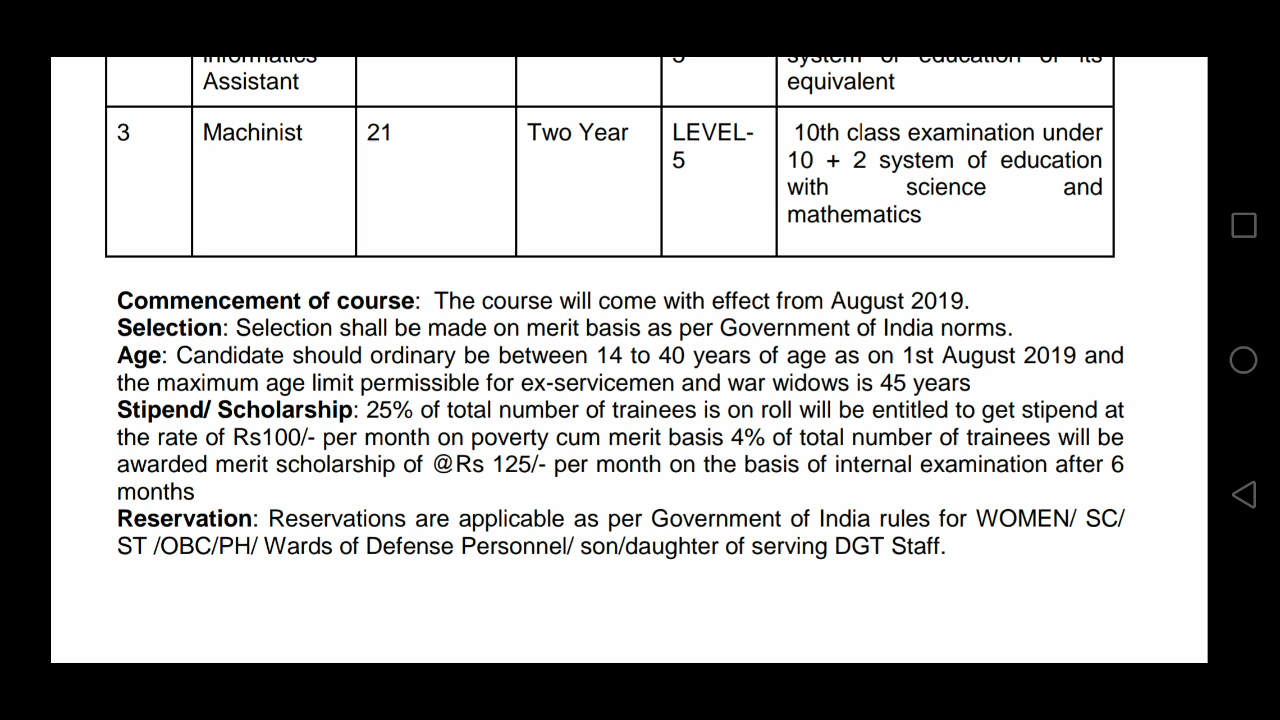 Assistant
equivalent
3 Machinist 21 Two Year LEVEL- 10th class examination under
5 10 + 2 system of education
with science and
mathematics
Commencement of course: The course will come with effect from August 2019.
Selection: Selection shall be made on merit basis as per Government of India norms.
Age: Candidate should ordinary be between 14 to 40 years of age as on 1st August 2019 and
the maximum age limit permissible for ex-servicemen and war widows is 45 years
Stipend/ Scholarship: 25% of total number of trainees is on roll will be entitled to get stipend at
the rate of Rs100/- per month on poverty cum merit basis 4% of total number of trainees will be
awarded merit scholarship of @Rs 125/- per month on the basis of internal examination after 6
months
Reservation: Reservations are applicable as per Government of India rules for WOMEN/ SC/
ST /OBC/PH/ Wards of Defense Personnel/ son/daughter of serving DGT Staff.